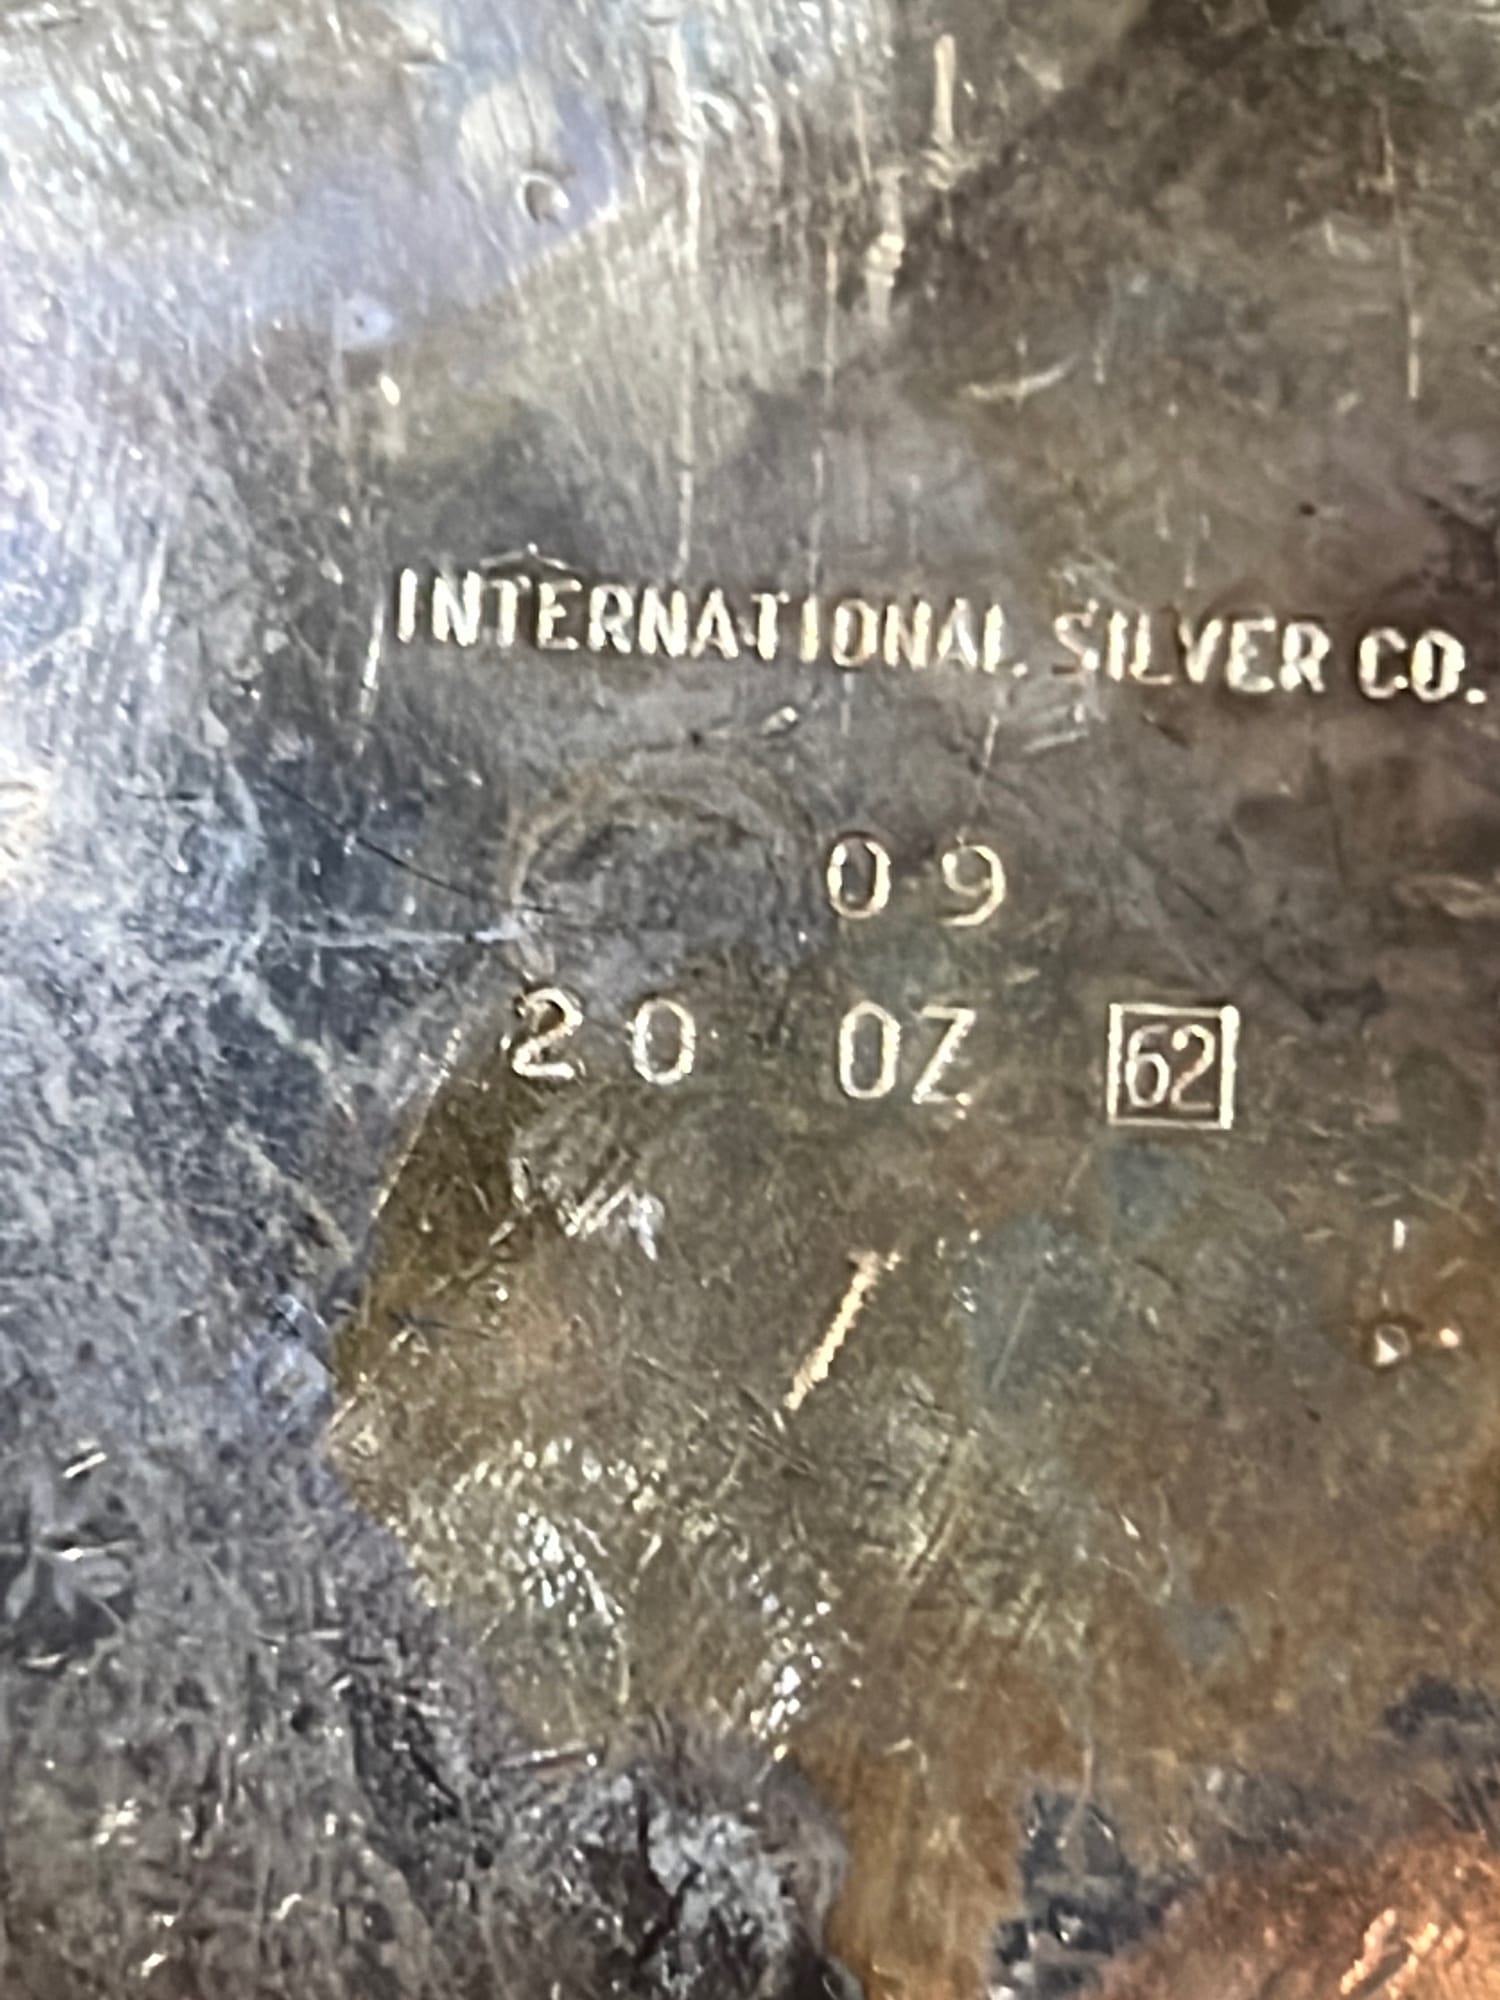 INTERNATIONAL SILVER CO.
09
20 OZ 62